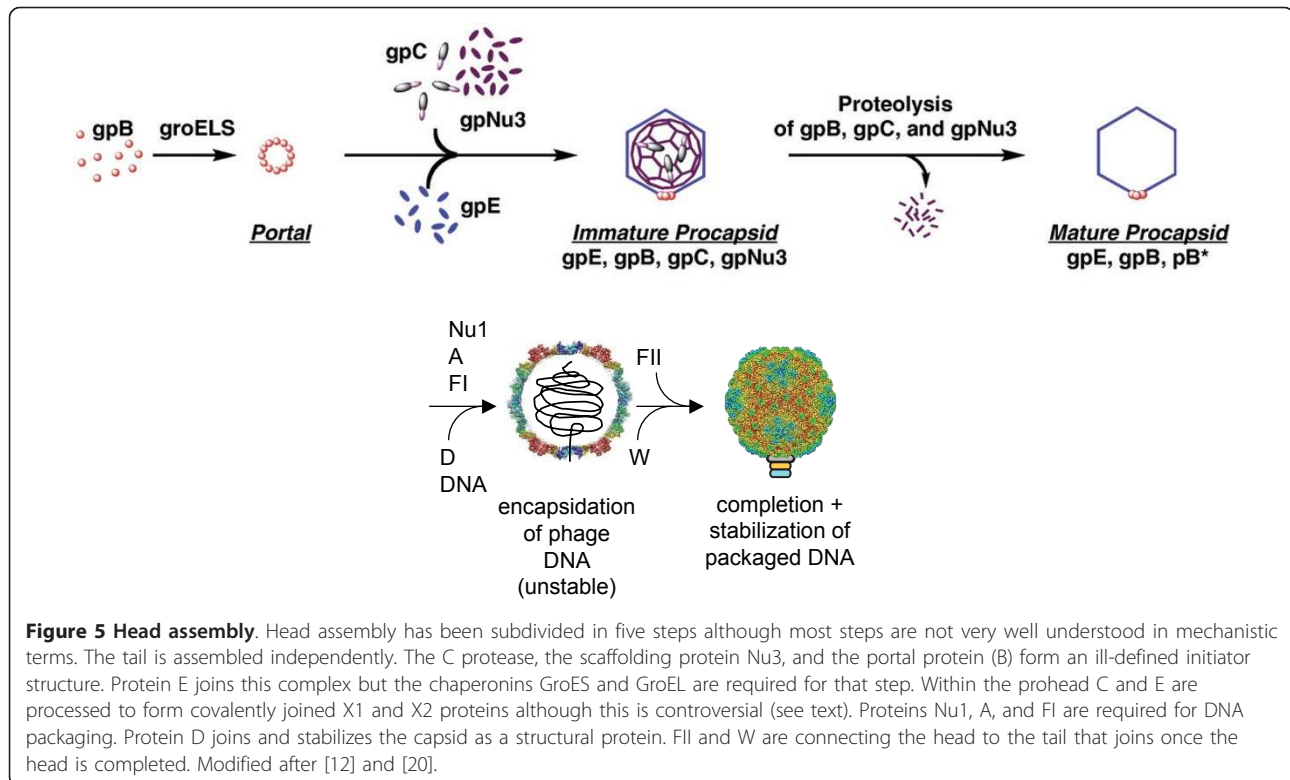 gpC
gpNu3
gpB
groELS
Portal
gpE
Immature Procapsid
gpE, gpB, gpC, gpNu3
Proteolysis
of gpB, gpC, and gpNu3
Mature Procapsid
gpE, gpB, pB*
Nu1
A
FI
D
DNA
encapsidation
of phage
DNA
(unstable)
FII
W
completion +
stabilization of
packaged DNA
Figure 5 Head assembly. Head assembly has been subdivided in five steps although most steps are not very well understood in mechanistic
terms. The tail is assembled independently. The C protease, the scaffolding protein Nu3, and the portal protein (B) form an ill-defined initiator
structure. Protein E joins this complex but the chaperonins GroES and GroEL are required for that step. Within the prohead C and E are
processed to form covalently joined X1 and X2 proteins although this is controversial (see text). Proteins Nu1, A, and FI are required for DNA
packaging. Protein D joins and stabilizes the capsid as a structural protein. FII and W are connecting the head to the tail that joins once the
head is completed. Modified after [12] and [20].